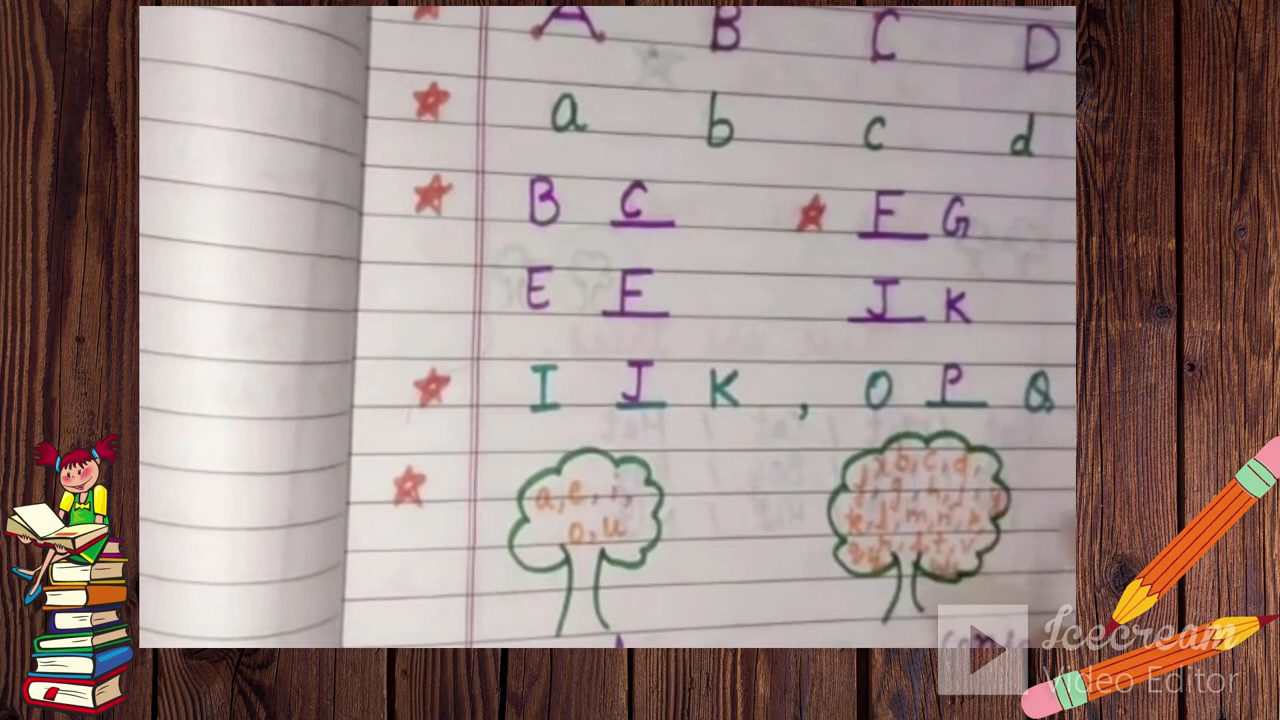 A B C D
a b c d
B C F G
E F J K
I J K , O P Q
a, e, i,
o, u
b, c, d,
Icecream
Video Editor